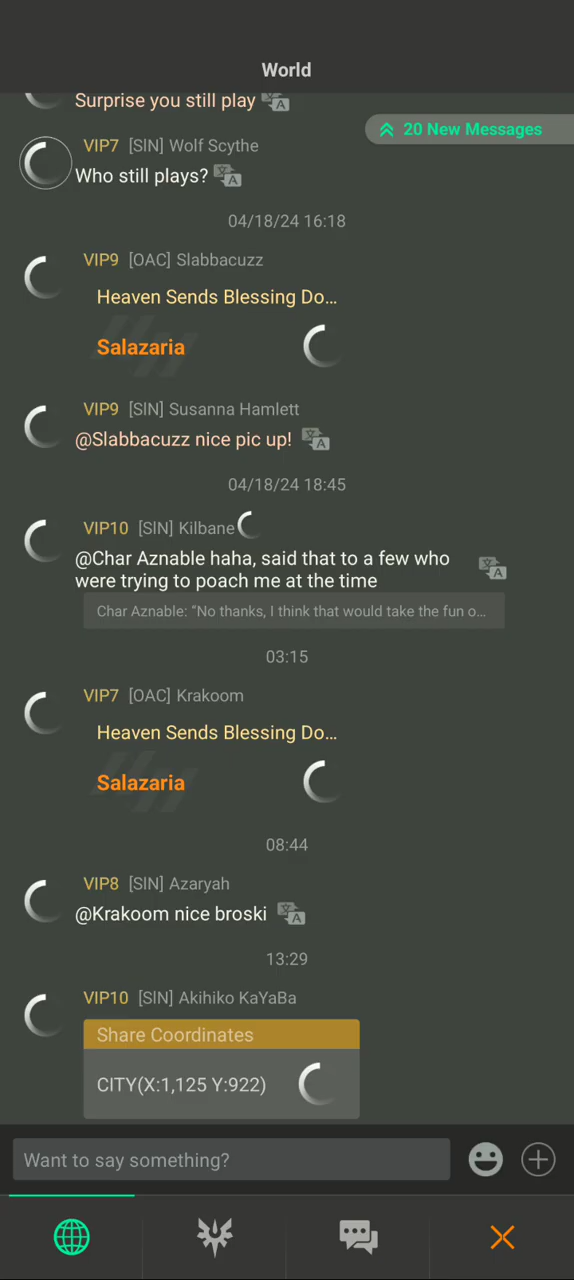 World
Surprise you still play
20 New Messages
VIP7 [SIN] Wolf Scythe
Who still plays?
04/18/24 16:18
VIP9 [OAC] Slabbacuzz
Heaven Sends Blessing Do...
Salazaria
VIP9 [SIN] Susanna Hamlett
@Slabbacuzz nice pic up!
04/18/24 18:45
VIP10 [SIN] Kilbane
@Char Aznable haha, said that to a few who
were trying to poach me at the time
Char Aznable: “No thanks, I think that would take the fun o...
03:15
VIP7 [OAC] Krakoom
Heaven Sends Blessing Do...
Salazaria
08:44
VIP8 [SIN] Azaryah
@Krakoom nice broski
13:29
VIP10 [SIN] Akihiko KaYaBa
Share Coordinates
CITY(X:1,125 Y:922)
Want to say something?